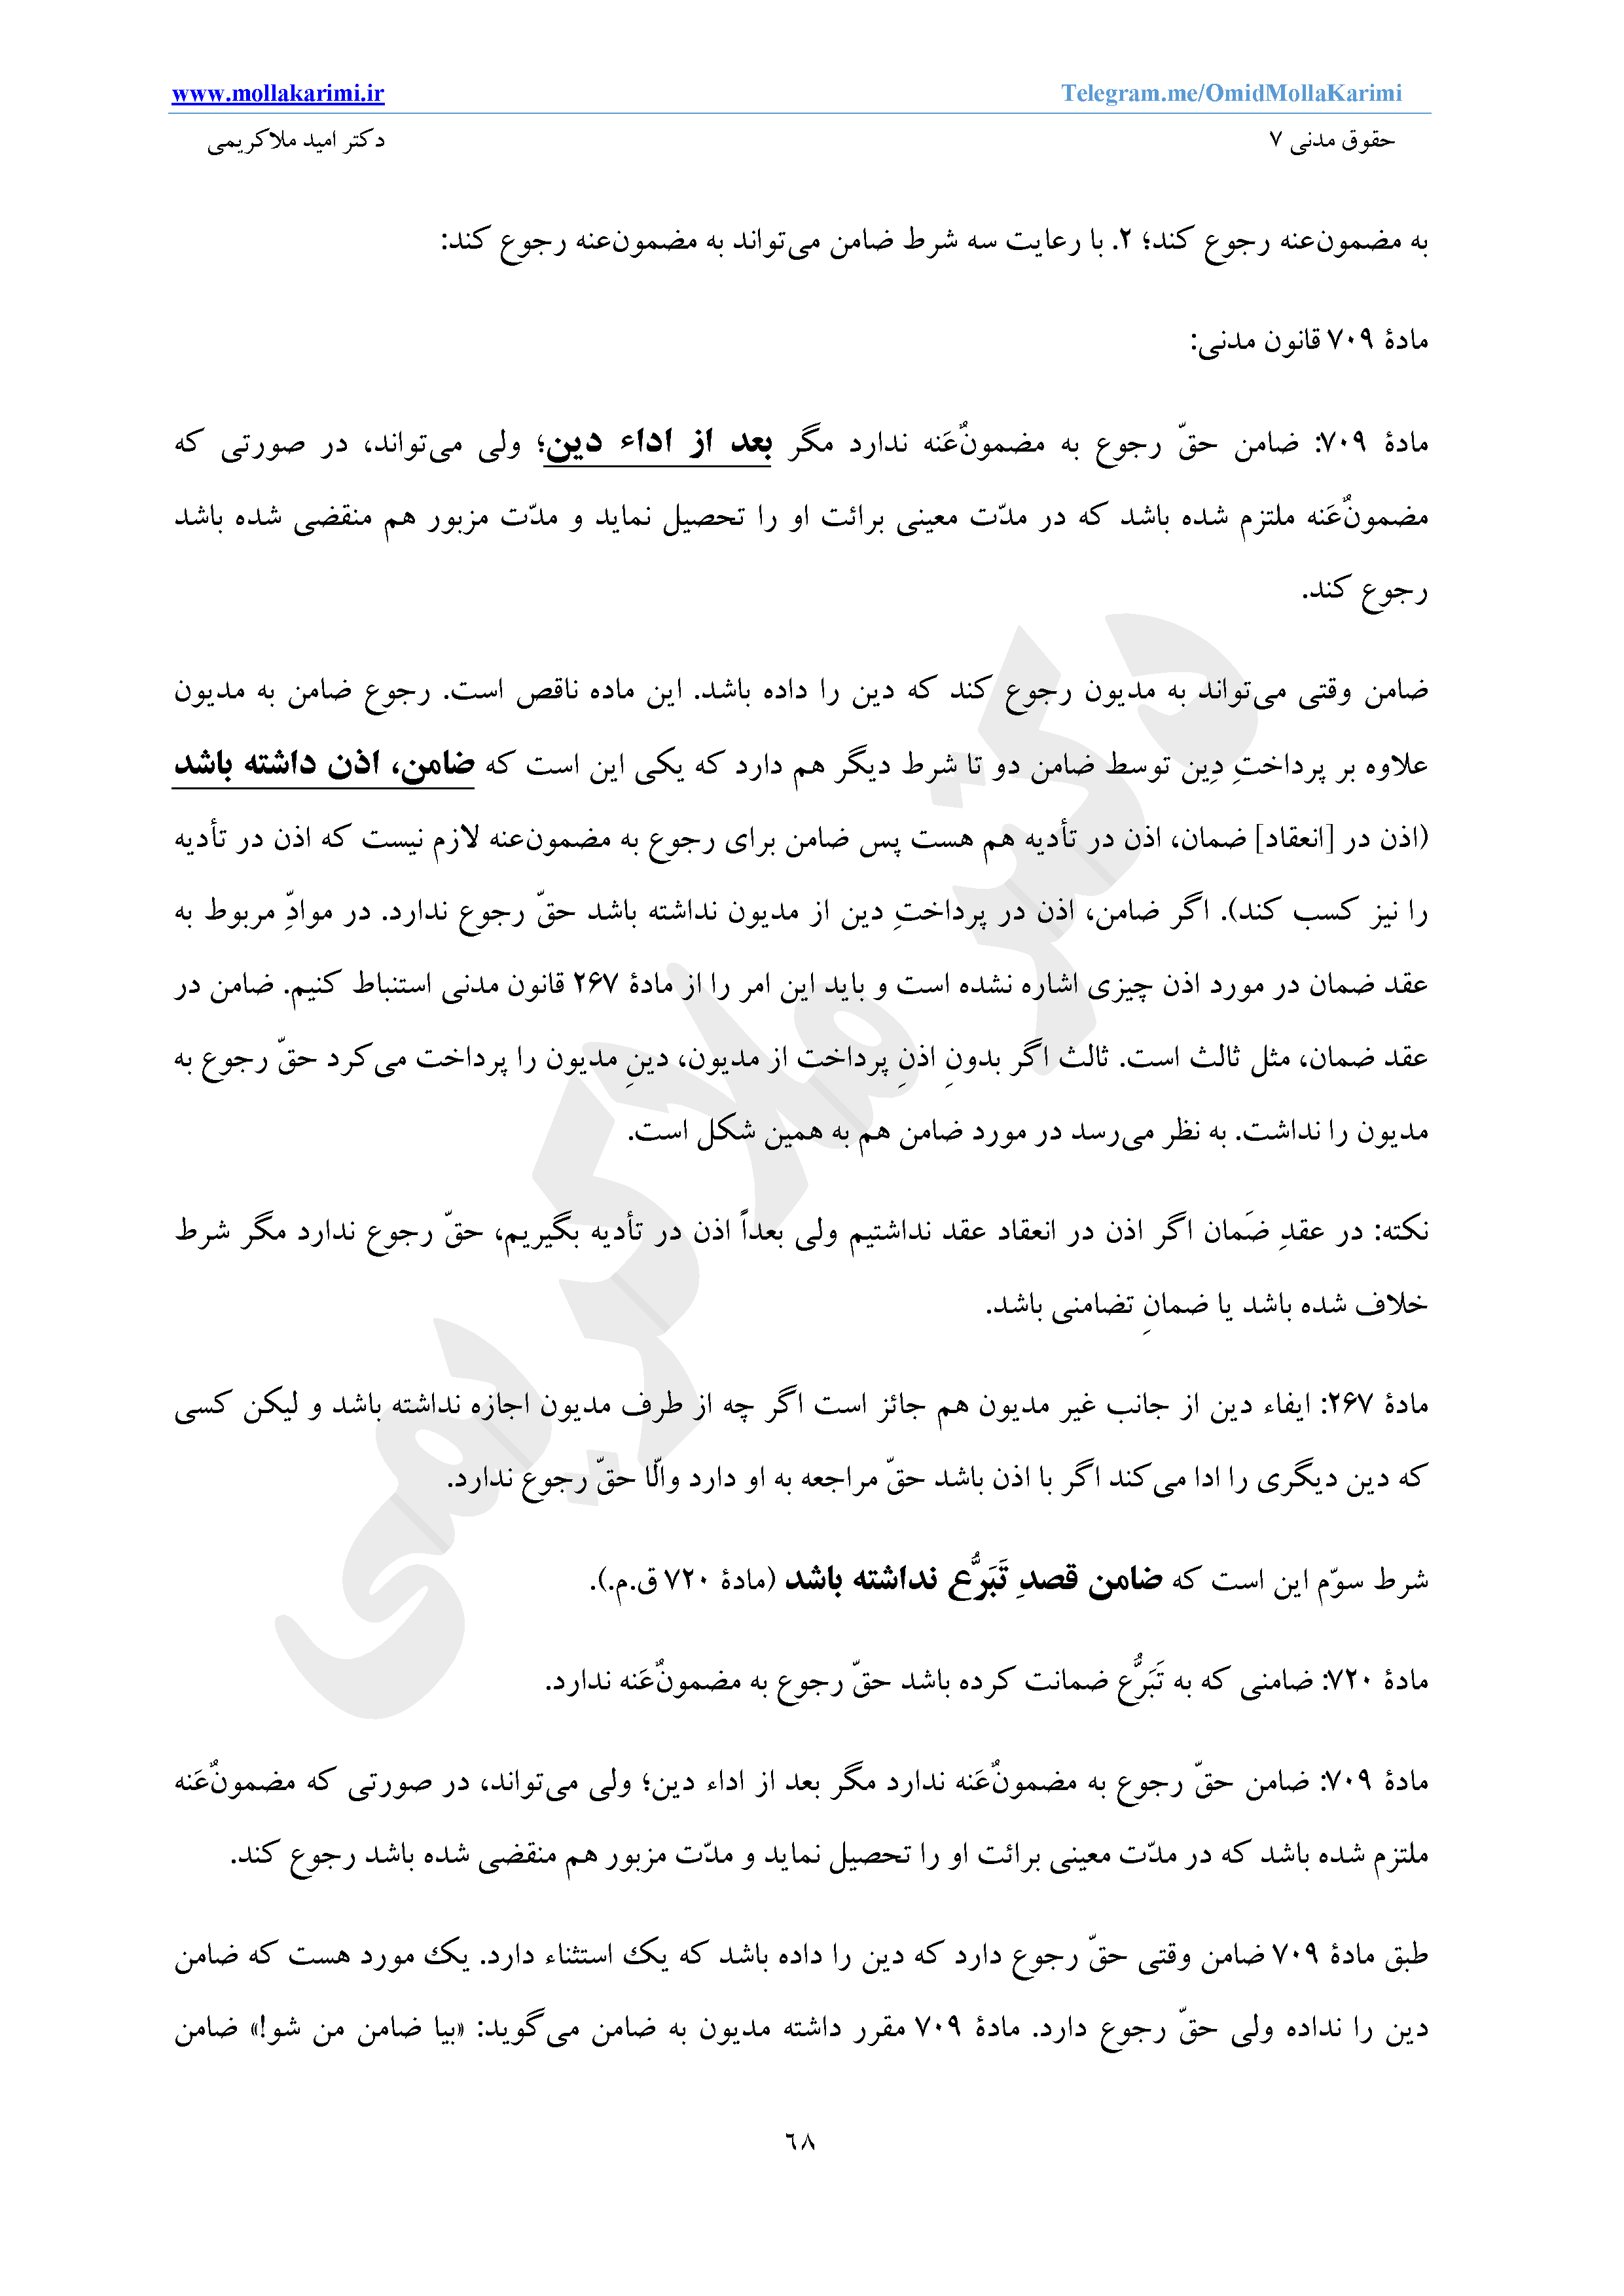 www.mollakarimi.ir Telegram.me/OmidMollaKarimi
حقوق مدنی ۷ دکتر امید ملاکریمی
به مضمون‌عنه رجوع کند؛ ۲. با رعایت سه شرط ضامن می‌تواند به مضمون‌عنه رجوع کند:
مادۀ ۷۰۹ قانون مدنی:
مادۀ ۷۰۹: ضامن حقّ رجوع به مضمونٌ‌عَنه ندارد مگر بعد از اداء دین؛ ولی می‌تواند، در صورتی که
مضمونٌ‌عَنه ملتزم شده باشد که در مدّت معینی برائت او را تحصیل نماید و مدّت مزبور هم منقضی شده باشد
رجوع کند.
ضامن وقتی می‌تواند به مدیون رجوع کند که دین را داده باشد. این ماده ناقص است. رجوع ضامن به مدیون
علاوه بر پرداختِ دِین توسط ضامن دو تا شرط دیگر هم دارد که یکی این است که ضامن، اذن داشته باشد
(اذن در [انعقاد] ضمان، اذن در تأدیه هم هست پس ضامن برای رجوع به مضمون‌عنه لازم نیست که اذن در تأدیه
را نیز کسب کند). اگر ضامن، اذن در پرداختِ دین از مدیون نداشته باشد حقّ رجوع ندارد. در موادِّ مربوط به
عقد ضمان در مورد اذن چیزی اشاره نشده است و باید این امر را از مادۀ ۲۶۷ قانون مدنی استنباط کنیم. ضامن در
عقد ضمان، مثل ثالث است. ثالث اگر بدونِ اذنِ پرداخت از مدیون، دینِ مدیون را پرداخت می‌کرد حقّ رجوع به
مدیون را نداشت. به نظر می‌رسد در مورد ضامن هم به همین شکل است.
نکته: در عقدِ ضَمان اگر اذن در انعقاد عقد نداشتیم ولی بعداً اذن در تأدیه بگیریم، حقّ رجوع ندارد مگر شرط
خلاف شده باشد یا ضمانِ تضامنی باشد.
مادۀ ۲۶۷: ایفاء دین از جانب غیر مدیون هم جائز است اگر چه از طرف مدیون اجازه نداشته باشد و لیکن کسی
که دین دیگری را ادا می‌کند اگر با اذن باشد حقّ مراجعه به او دارد والّا حقّ رجوع ندارد.
شرط سوّم این است که ضامن قصدِ تَبَرُّع نداشته باشد (مادۀ ۷۲۰ ق.م.).
مادۀ ۷۲۰: ضامنی که به تَبَرُّع ضمانت کرده باشد حقّ رجوع به مضمونٌ‌عَنه ندارد.
مادۀ ۷۰۹: ضامن حقّ رجوع به مضمونٌ‌عَنه ندارد مگر بعد از اداء دین؛ ولی می‌تواند، در صورتی که مضمونٌ‌عَنه
ملتزم شده باشد که در مدّت معینی برائت او را تحصیل نماید و مدّت مزبور هم منقضی شده باشد رجوع کند.
طبق مادۀ ۷۰۹ ضامن وقتی حقّ رجوع دارد که دین را داده باشد که یک استثناء دارد. یک مورد هست که ضامن
دین را نداده ولی حقّ رجوع دارد. مادۀ ۷۰۹ مقرر داشته مدیون به ضامن می‌گوید: «بیا ضامن من شو!» ضامن
٦٨
دکتر ملاکریمی